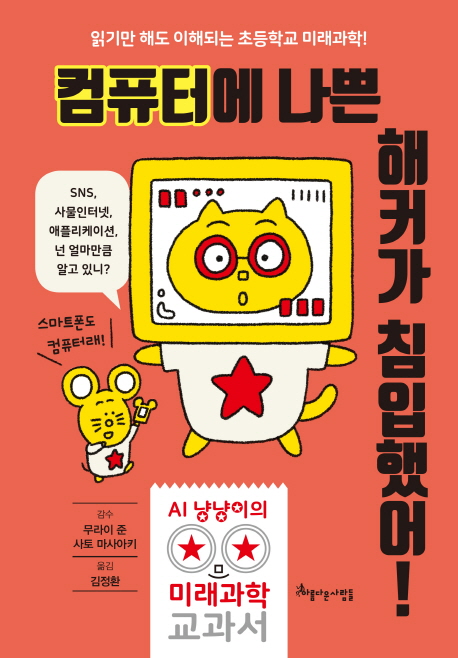 읽기만 해도 이해되는 초등학교 미래과학!
컴퓨터에 나쁜
해커가 침입했어!
SNS,
사물인터넷,
애플리케이션,
넌 얼마만큼
알고 있니?
스마트폰도
컴퓨터래!
감수
무라이 준
사토 마사아키
옮김
김정환
AI 냥냥이의
미래과학
교과서
아름다운사람들